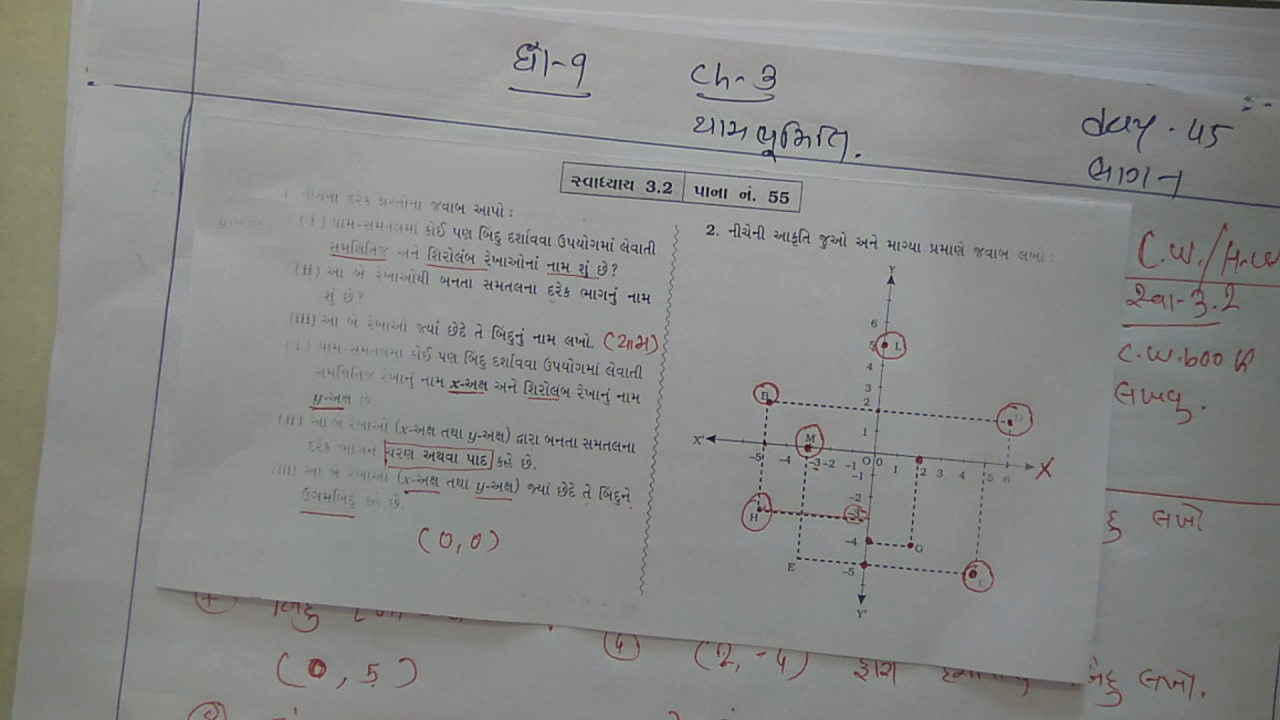 ધો-૧ ch-3
યામભૂમિતિ.
day-45
ભાગ-1
સ્વાધ્યાય 3.2 પાના નં. 55
નીચેના દરેક પ્રશ્નોના જવાબ આપો :
(i) યામ-સમતલમાં કોઈ પણ બિંદુ દર્શાવવા ઉપયોગમાં લેવાતી
સમક્ષિતિજ અને શિરોલંબ રેખાઓનાં નામ શું છે?
(ii) આ બે રેખાઓથી બનતા સમતલના દરેક ભાગનું નામ
શું છે?
(iii) આ બે રેખાઓ જ્યાં છેદે તે બિંદુનું નામ લખો. (યામ)
(i) યામ-સમતલમાં કોઈ પણ બિંદુ દર્શાવવા ઉપયોગમાં લેવાતી
સમક્ષિતિજ રેખાનું નામ x-અક્ષ અને શિરોલંબ રેખાનું નામ
y-અક્ષ છે.
(ii) આ બે રેખાઓ (x-અક્ષ તથા y-અક્ષ) દ્વારા બનતા સમતલના
દરેક ભાગને ચરણ અથવા પાદ કહે છે.
(iii) આ બે રેખાઓ (x-અક્ષ તથા y-અક્ષ) જ્યાં છેદે તે બિંદુને
ઉગમબિંદુ કહે છે.
(0,0)
2. નીચેની આકૃતિ જુઓ અને માગ્યા પ્રમાણે જવાબ લખો :
Y
6
5 L
4
3
B 2 D
1
X' M X
-5 -4 -3 -2 -1 O 0 1 2 3 4 5 6
-1
-2
H -3
-4 G
E -5 C
Y'
C.W./H.W
સ્વા-3.2
C.W.book
લખવુ.
બિંદુ
લખો
(0,5)
(4) (2,-4) દ્વારા
બિંદુ લખો.